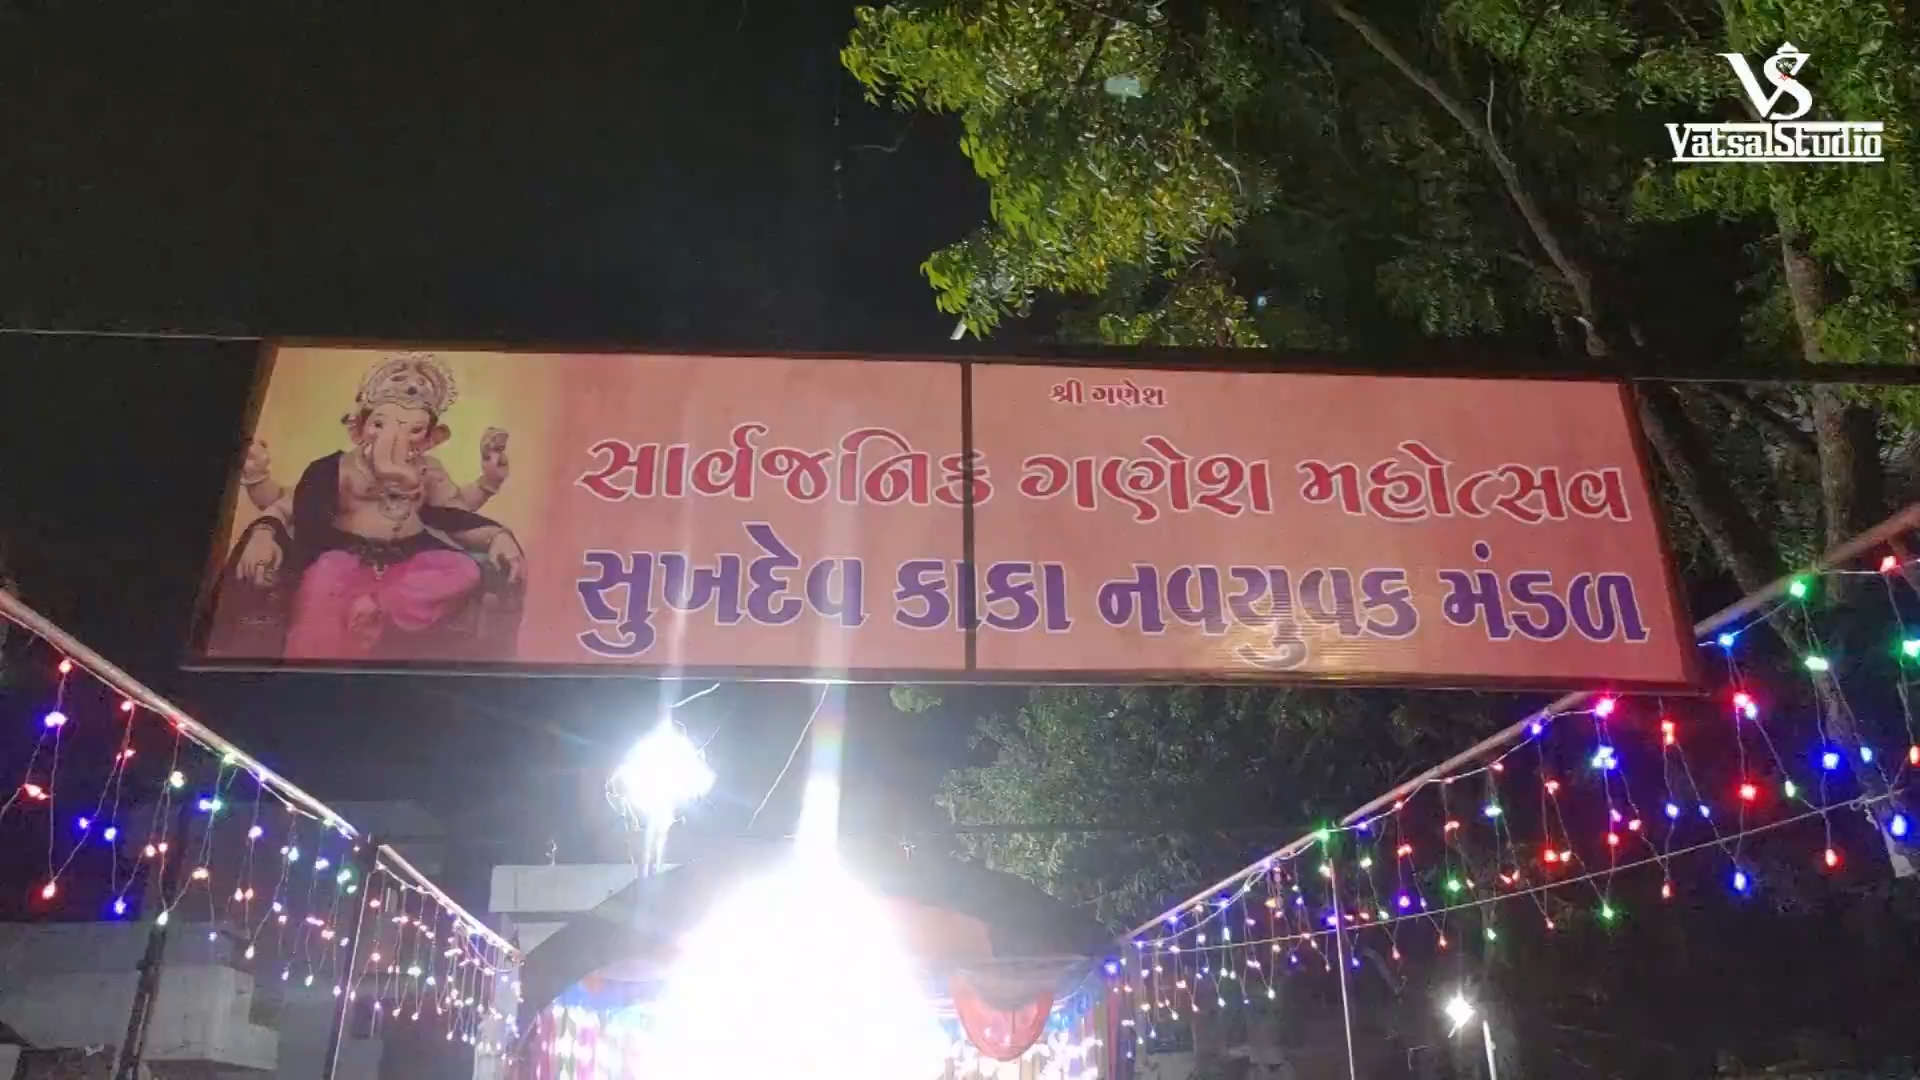 VS
VatsalStudio
શ્રી ગણેશ
સાર્વજનિક ગણેશ મહોત્સવ
સુખદેવ કાકા નવયુવક મંડળ